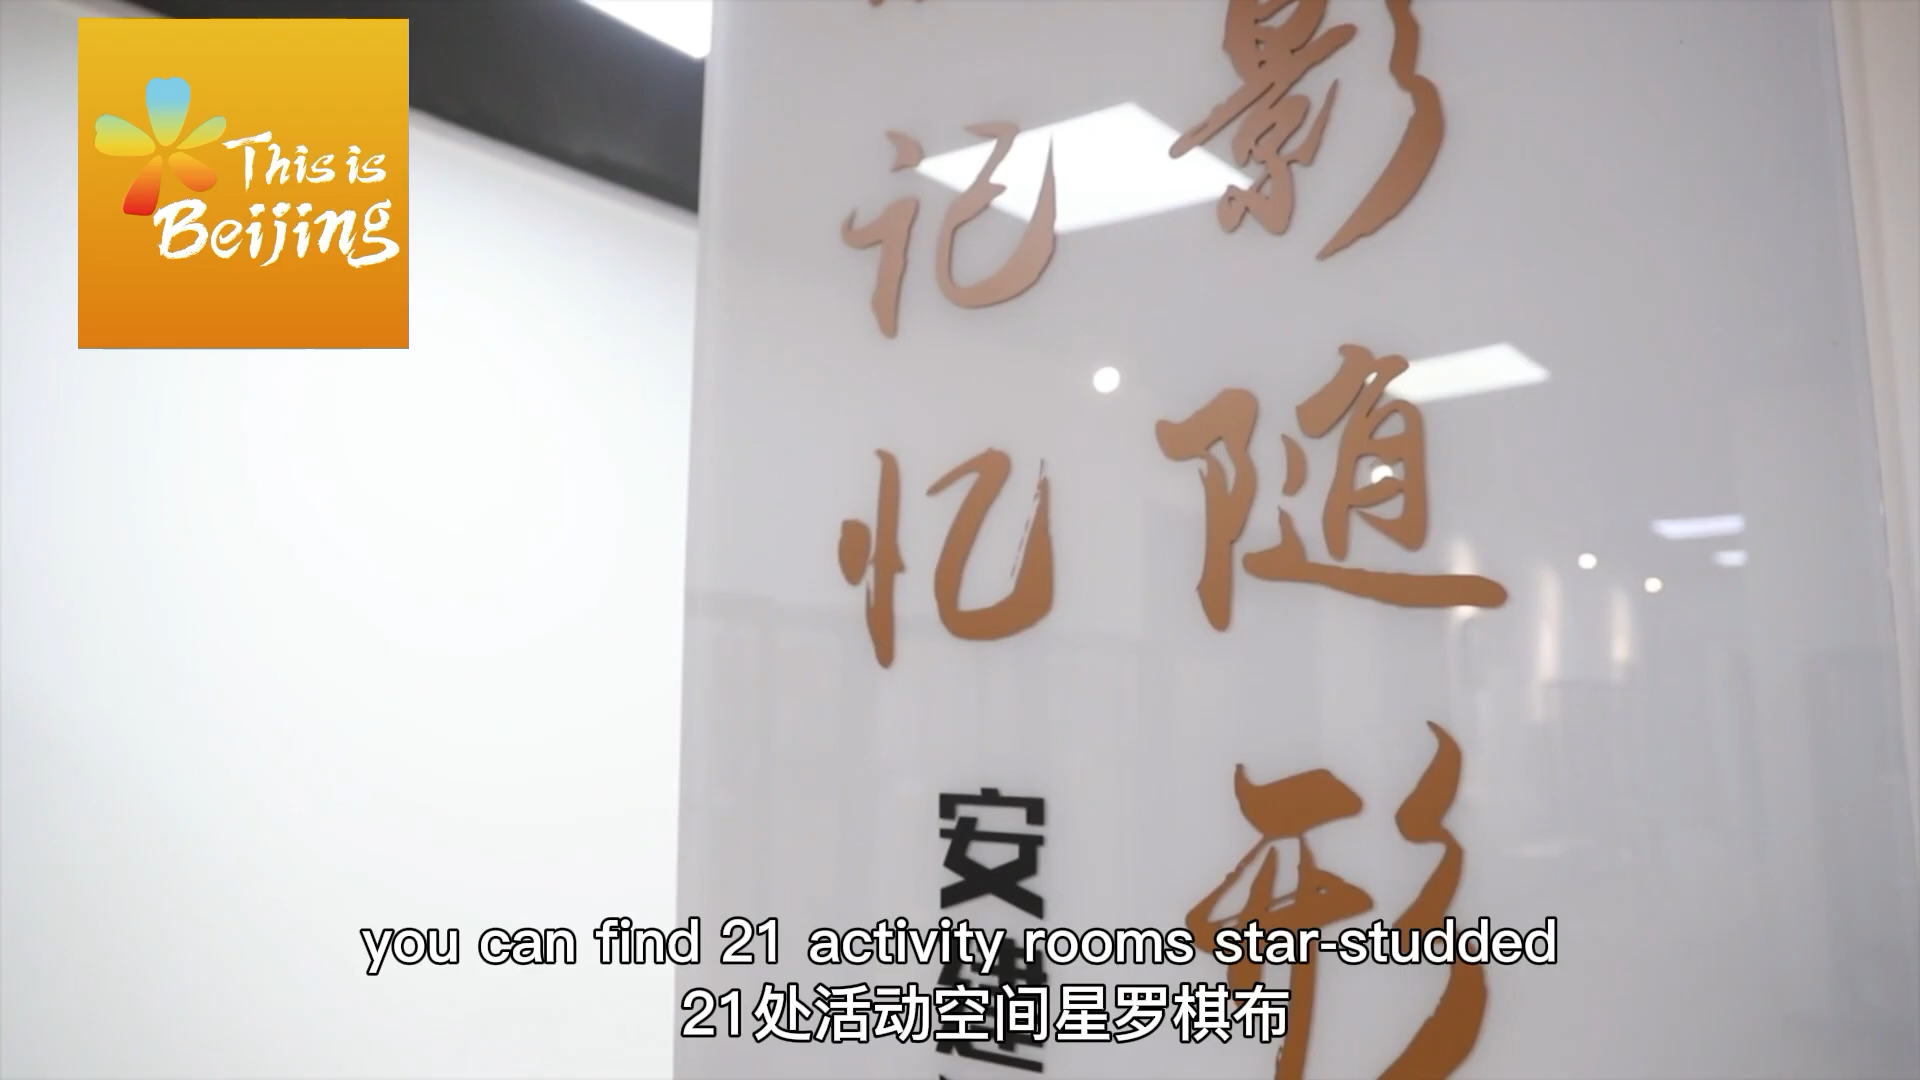 This is
Beijing
影随形
记忆
安建
you can find 21 activity rooms star-studded
21处活动空间星罗棋布